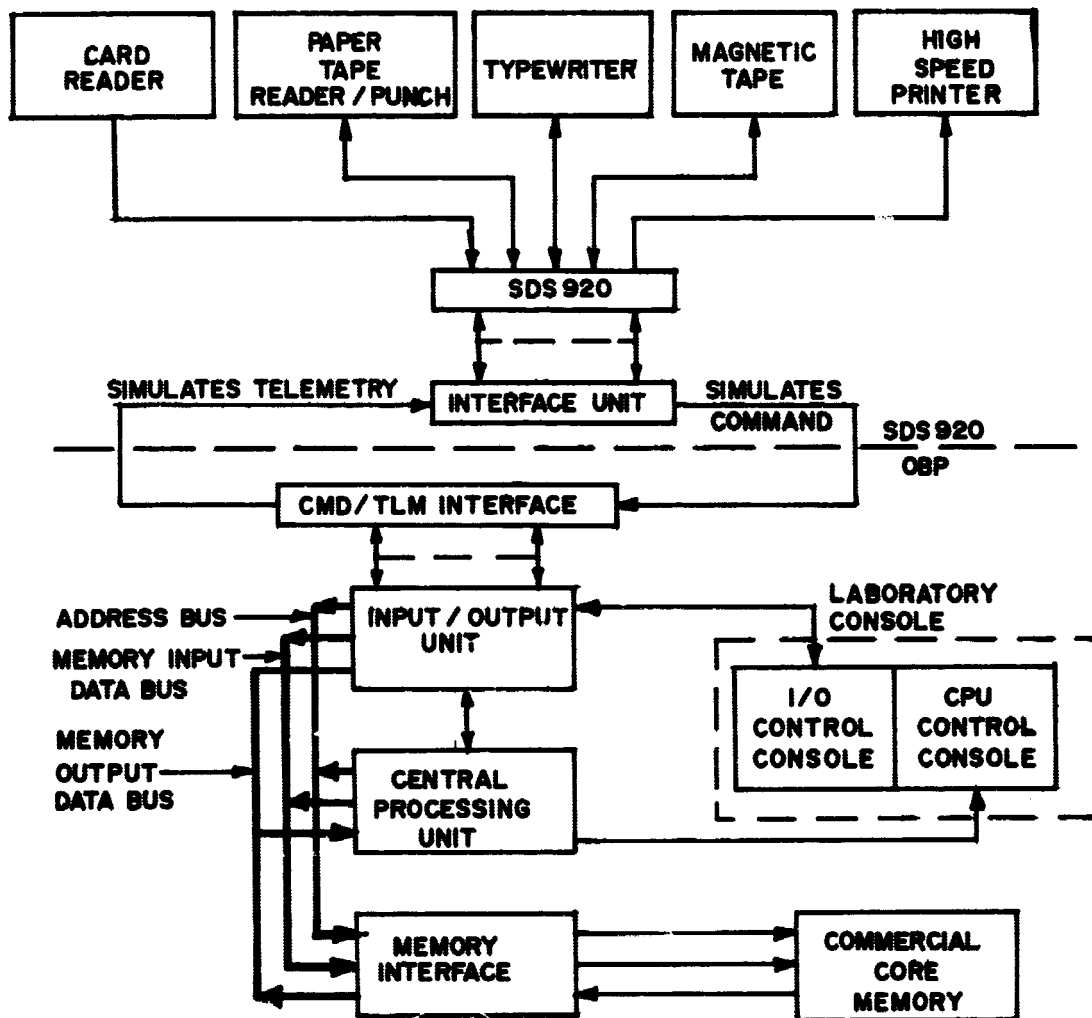 CARD
READER
PAPER
TAPE
READER / PUNCH
TYPEWRITER
MAGNETIC
TAPE
HIGH
SPEED
PRINTER
SDS 920
SIMULATES TELEMETRY
INTERFACE UNIT
SIMULATES
COMMAND
SDS 920
OBP
CMD/TLM INTERFACE
ADDRESS BUS
MEMORY INPUT
DATA BUS
MEMORY
OUTPUT
DATA BUS
INPUT / OUTPUT
UNIT
LABORATORY
CONSOLE
I/O
CONTROL
CONSOLE
CPU
CONTROL
CONSOLE
CENTRAL
PROCESSING
UNIT
MEMORY
INTERFACE
COMMERCIAL
CORE
MEMORY